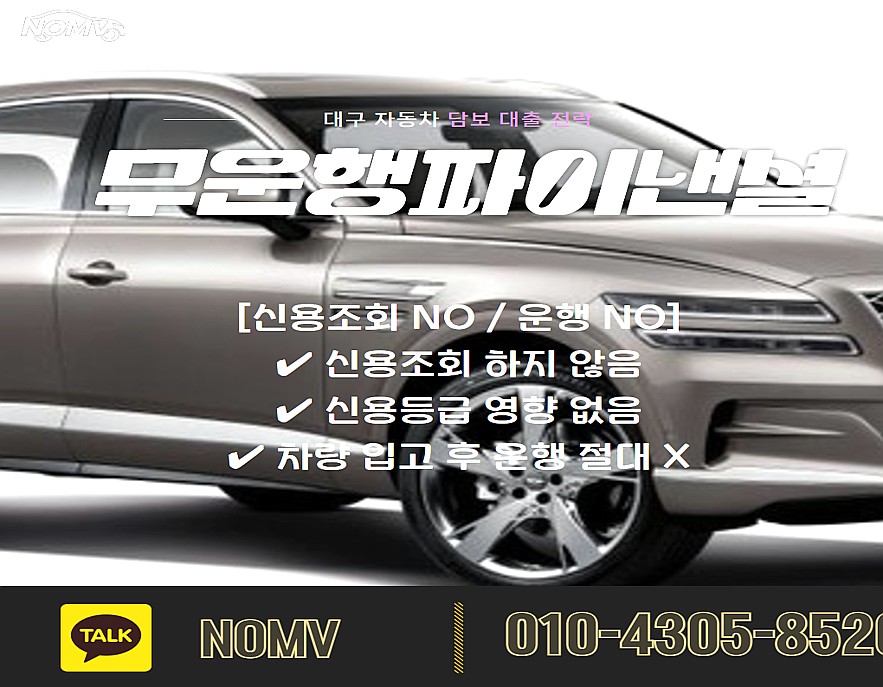 NOMV
대구 자동차 담보 대출 전략
무운행파이낸셜
[신용조회 NO / 운행 NO]
✔ 신용조회 하지 않음
✔ 신용등급 영향 없음
✔ 차량 입고 후 운행 절대 X
TALK
NOMV
010-4305-8520